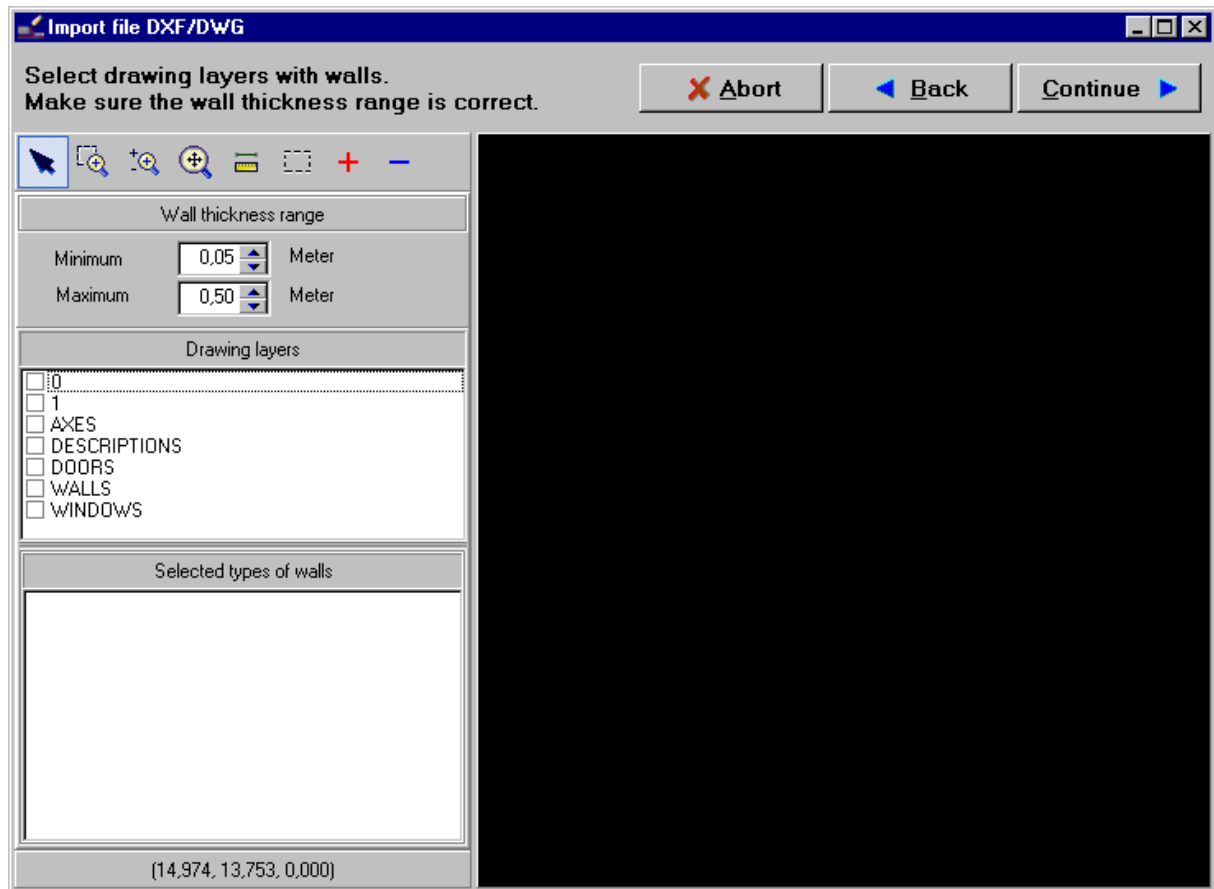 Import file DXF/DWG
Select drawing layers with walls.
Make sure the wall thickness range is correct.
Abort
Back
Continue
Wall thickness range
Minimum 0,05 Meter
Maximum 0,50 Meter
Drawing layers
0
1
AXES
DESCRIPTIONS
DOORS
WALLS
WINDOWS
Selected types of walls
(14,974, 13,753, 0,000)